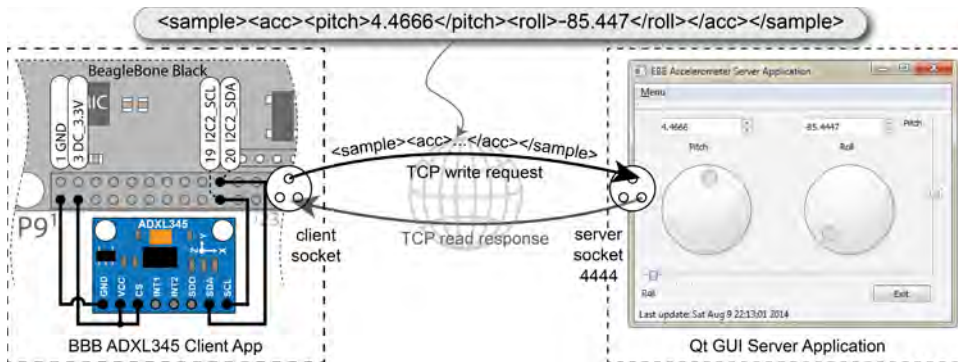 <sample><acc><pitch>4.4666</pitch><roll>-85.447</roll></acc></sample>
BeagleBone Black
1 GND
3 DC_3.3V
19 I2C2_SCL
20 I2C2_SDA
P9
1
ADXL345
Y
Z
X
GND
VCC
CS
INT1
INT2
SDO
SDA
SCL
BBB ADXL345 Client App
<sample><acc>...</acc></sample>
TCP write request
TCP read response
client
socket
server
socket
4444
EBB Accelerometer Server Application
Menu
4.4666
-85.4447
Pitch
Pitch
Roll
Roll
Exit
Last update: Sat Aug 9 22:13:01 2014
Qt GUI Server Application